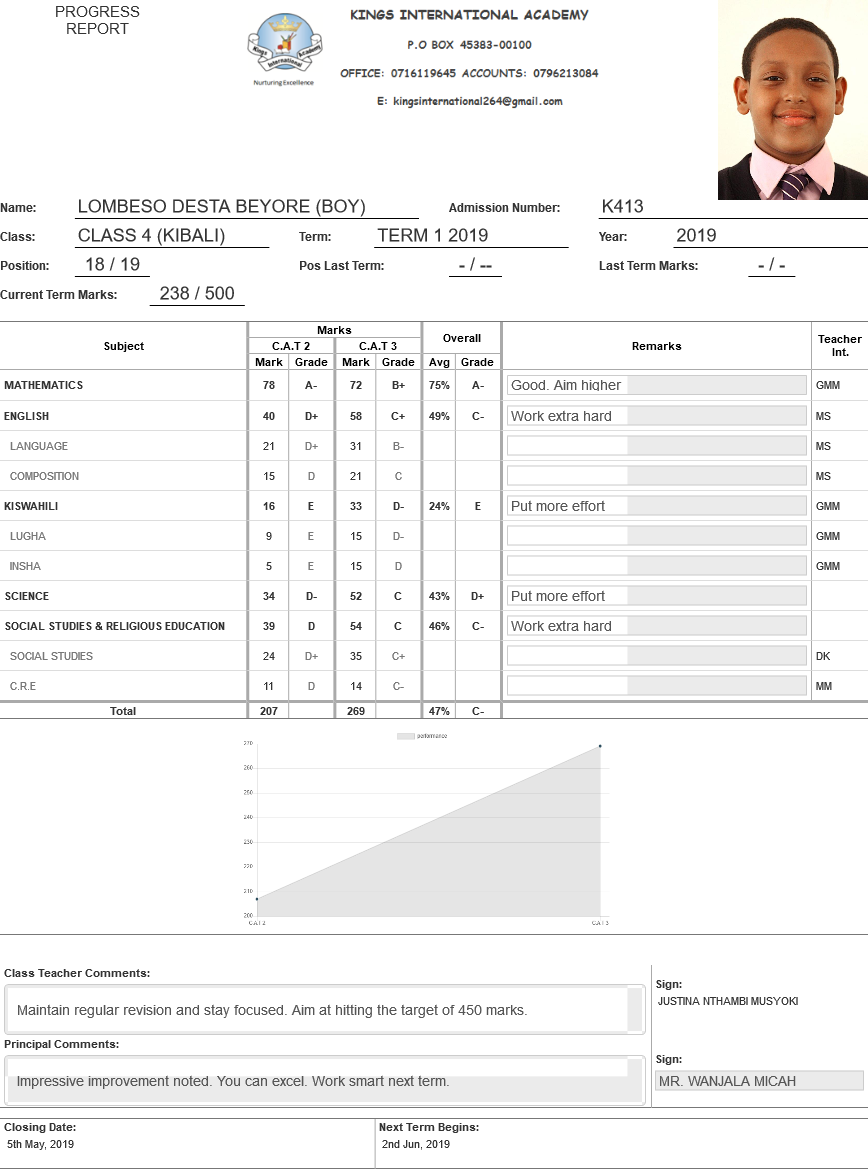 PROGRESS
REPORT
KINGS INTERNATIONAL ACADEMY
P.O BOX 45383-00100
OFFICE: 0716119645 ACCOUNTS: 0796213084
E: kingsinternational264@gmail.com
Kings International Academy
Nurturing Excellence
Name: LOMBESO DESTA BEYORE (BOY) Admission Number: K413
Class: CLASS 4 (KIBALI) Term: TERM 1 2019 Year: 2019
Position: 18 / 19 Pos Last Term: - / -- Last Term Marks: - / -
Current Term Marks: 238 / 500
Subject Marks Overall Remarks Teacher Int.
C.A.T 2 C.A.T 3
Mark Grade Mark Grade Avg Grade
MATHEMATICS 78 A- 72 B+ 75% A- Good. Aim higher GMM
ENGLISH 40 D+ 58 C+ 49% C- Work extra hard MS
LANGUAGE 21 D+ 31 B- MS
COMPOSITION 15 D 21 C MS
KISWAHILI 16 E 33 D- 24% E Put more effort GMM
LUGHA 9 E 15 D- GMM
INSHA 5 E 15 D GMM
SCIENCE 34 D- 52 C 43% D+ Put more effort
SOCIAL STUDIES & RELIGIOUS EDUCATION 39 D 54 C 46% C- Work extra hard
SOCIAL STUDIES 24 D+ 35 C+ DK
C.R.E 11 D 14 C- MM
Total 207 269 47% C-
performance
270
260
250
240
230
220
210
200
C.A.T 2 C.A.T 3
Class Teacher Comments:
Maintain regular revision and stay focused. Aim at hitting the target of 450 marks.
Sign:
JUSTINA NTHAMBI MUSYOKI
Principal Comments:
Impressive improvement noted. You can excel. Work smart next term.
Sign:
MR. WANJALA MICAH
Closing Date: Next Term Begins:
5th May, 2019 2nd Jun, 2019